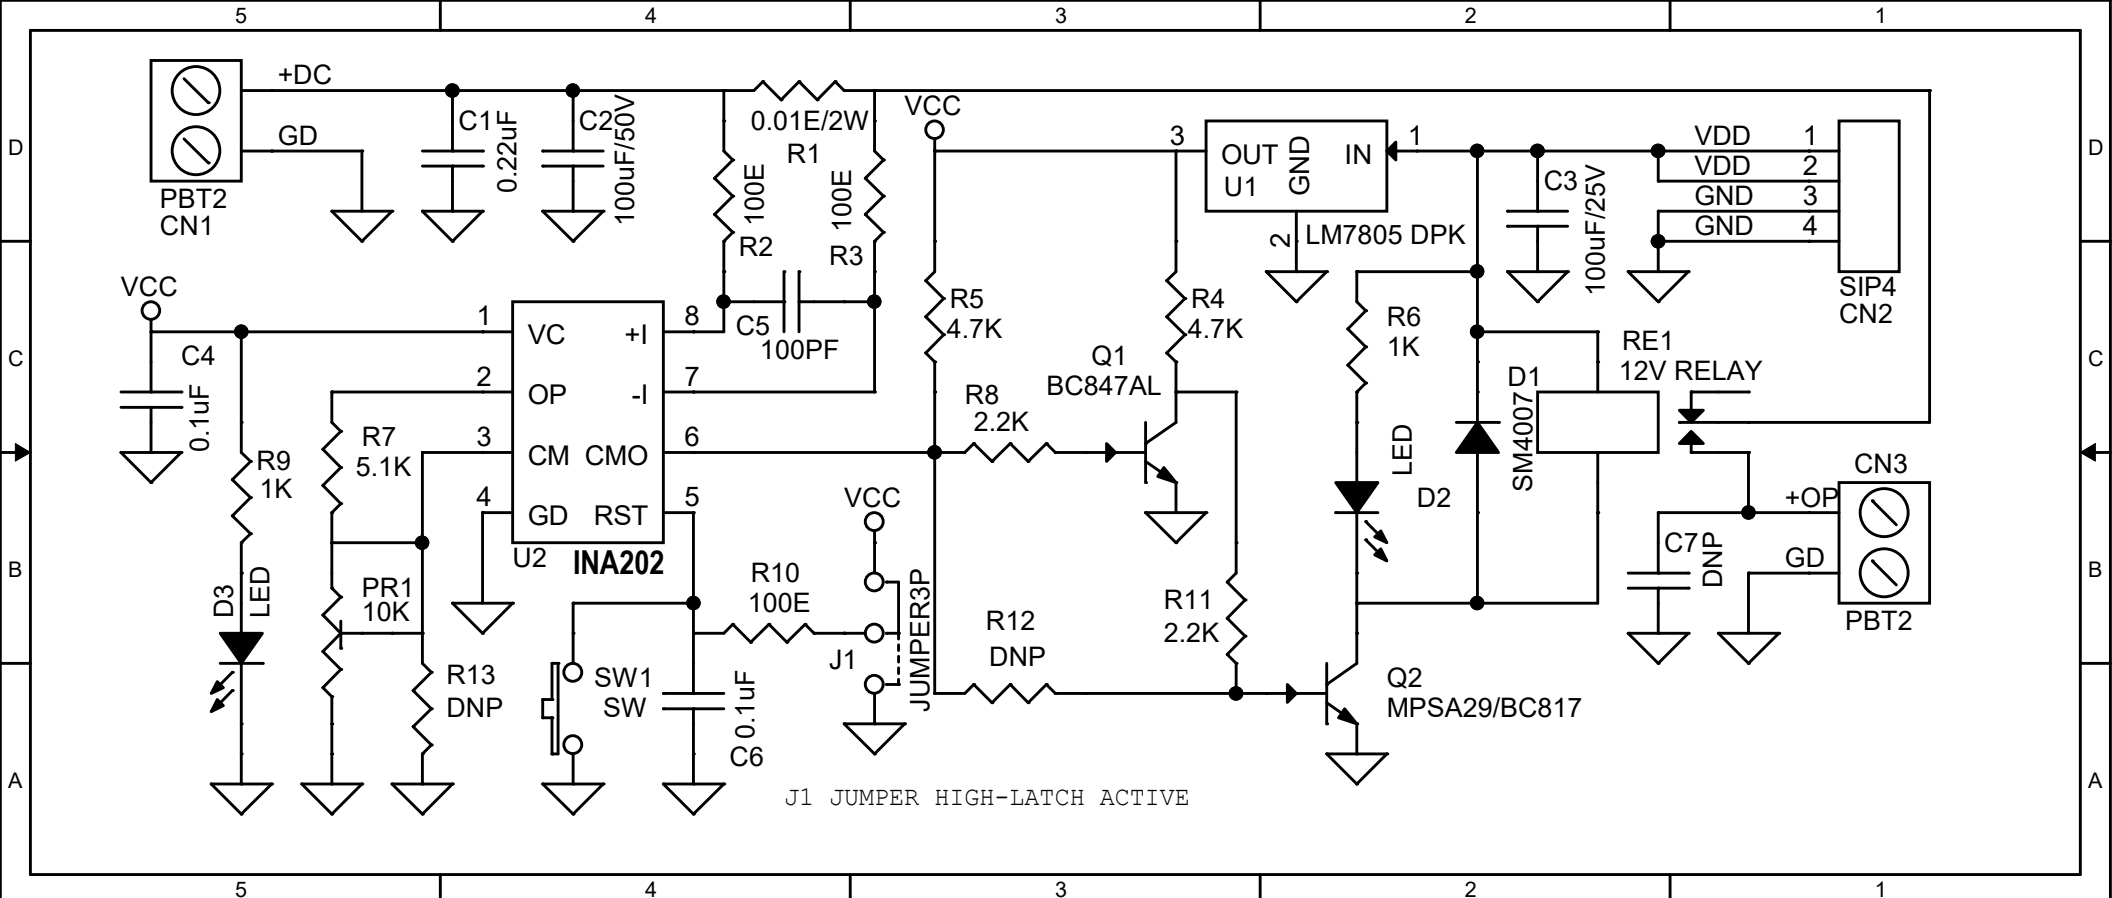 5 4 3 2 1
D
D
+DC
GD
PBT2
CN1
C1
0.22uF
C2
100uF/50V
0.01E/2W
R1
100E
R2
100E
R3
VCC
3
OUT
GND
IN
U1
1
2
LM7805 DPK
C3
100uF/25V
VDD 1
VDD 2
GND 3
GND 4
SIP4
CN2
C
C
VCC
C4
0.1uF
1
VC
+I
8
2
OP
-I
7
3
CM
CMO
6
4
GD
RST
5
U2
INA202
C5
100PF
R5
4.7K
R4
4.7K
Q1
BC847AL
R8
2.2K
R6
1K
LED
D2
D1
SM4007
RE1
12V RELAY
R9
1K
R7
5.1K
CN3
+OP
GD
PBT2
C7
DNP
B
B
D3
LED
PR1
10K
R13
DNP
R10
100E
VCC
J1
JUMPER3P
SW1
SW
0.1uF
C6
R12
DNP
R11
2.2K
Q2
MPSA29/BC817
A
A
J1 JUMPER HIGH-LATCH ACTIVE
5 4 3 2 1